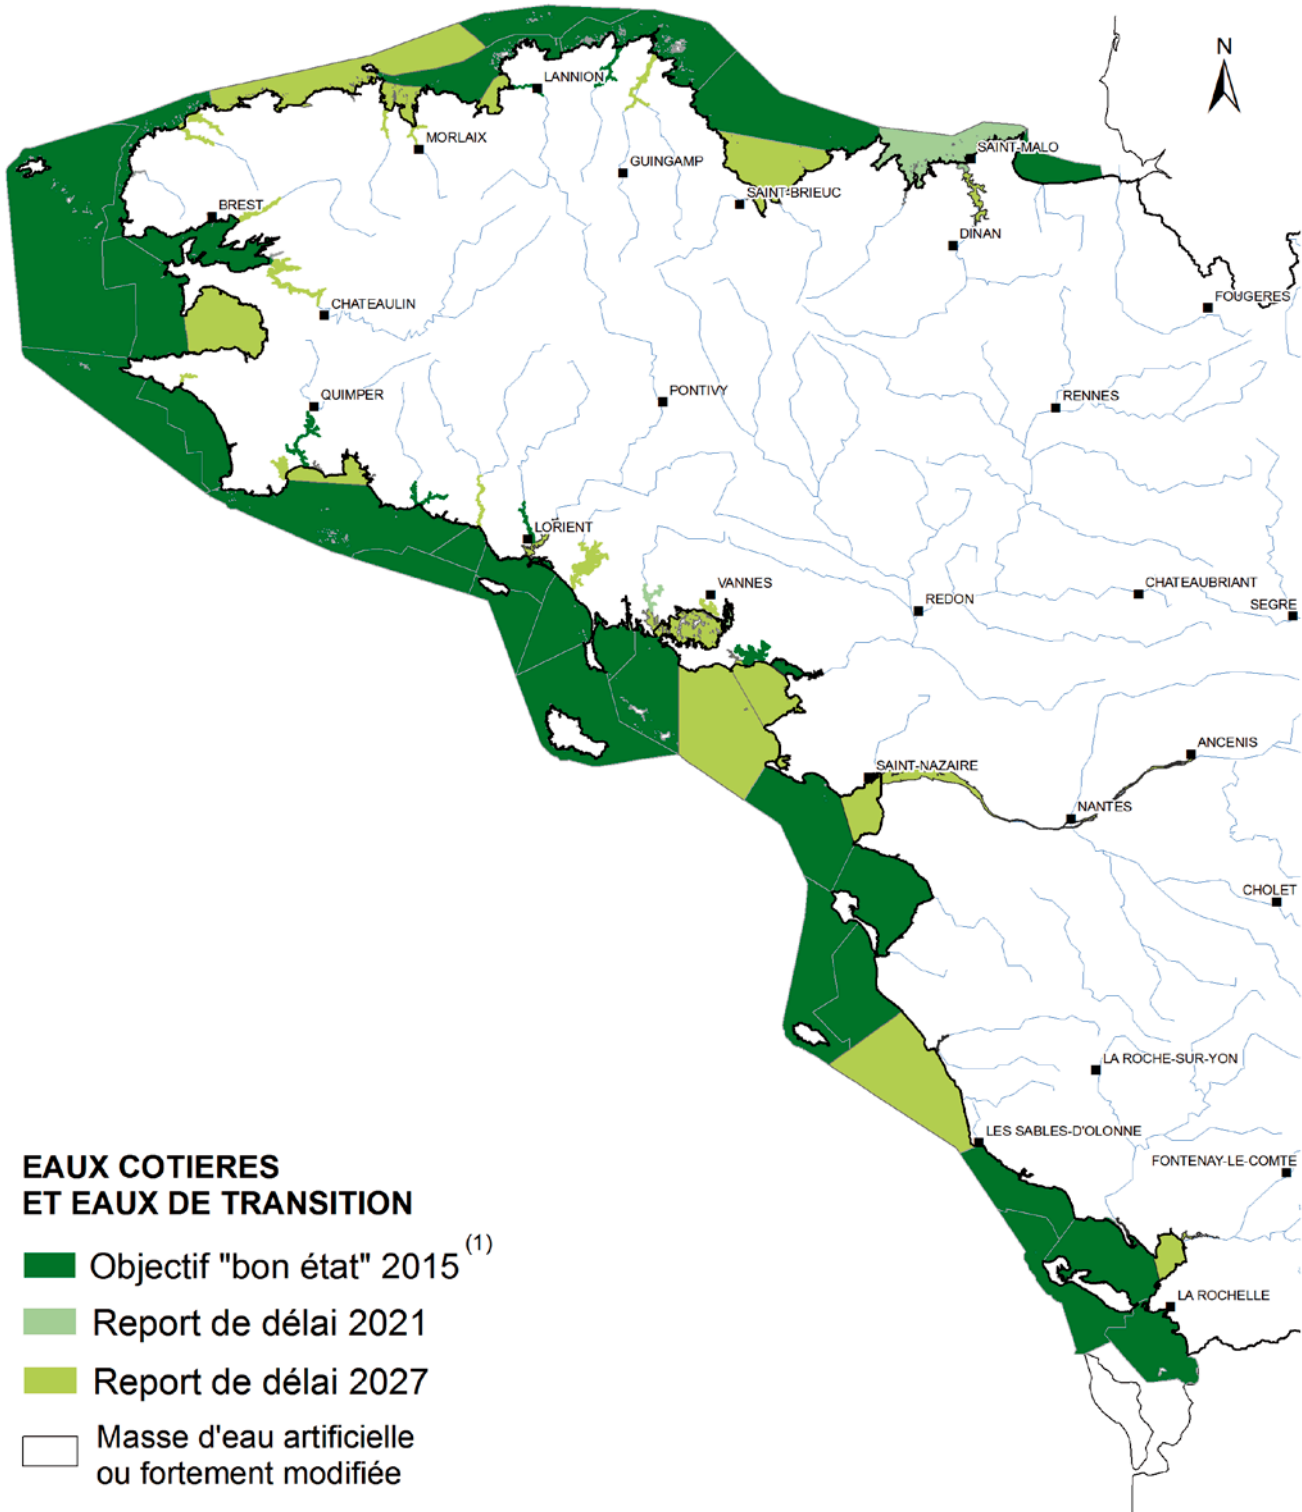 N
LANNION
MORLAIX
GUINGAMP
SAINT-MALO
SAINT-BRIEUC
BREST
DINAN
CHATEAULIN
FOUGERES
QUIMPER
PONTIVY
RENNES
LORIENT
VANNES
CHATEAUBRIANT
REDON
SEGRE
ANCENIS
SAINT-NAZAIRE
NANTES
CHOLET
LA ROCHE-SUR-YON
LES SABLES-D'OLONNE
FONTENAY-LE-COMTE
LA ROCHELLE
EAUX COTIERES
ET EAUX DE TRANSITION
Objectif "bon état" 2015 (1)
Report de délai 2021
Report de délai 2027
Masse d'eau artificielle
ou fortement modifiée